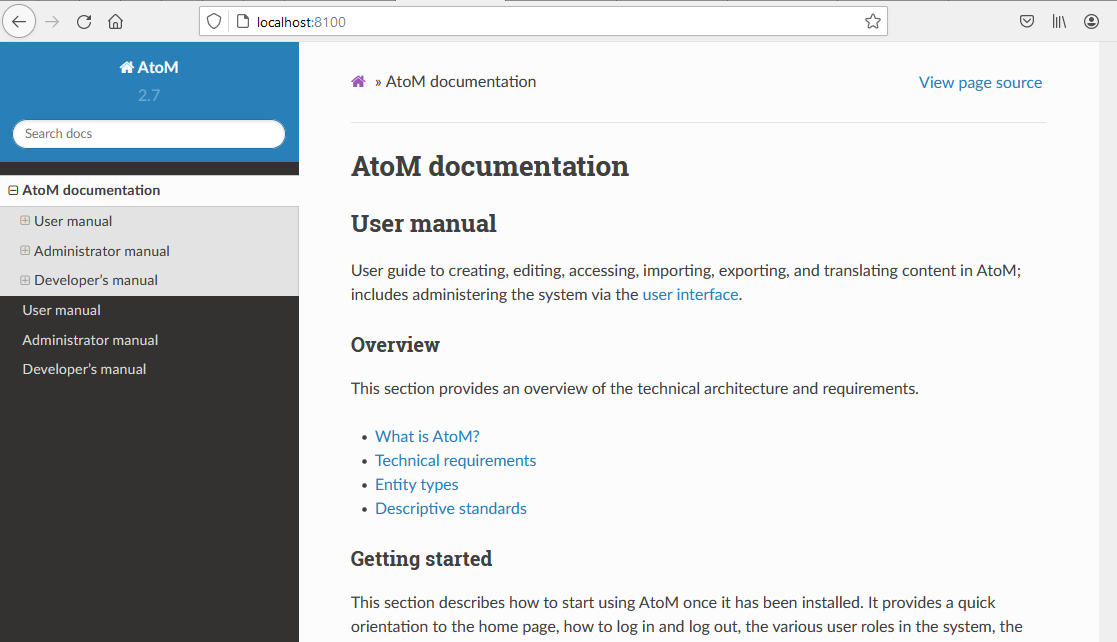 localhost:8100
AtoM
2.7
Search docs
AtoM documentation
User manual
Administrator manual
Developer’s manual
User manual
Administrator manual
Developer’s manual
» AtoM documentation
View page source
AtoM documentation
User manual
User guide to creating, editing, accessing, importing, exporting, and translating content in AtoM;
includes administering the system via the user interface.
Overview
This section provides an overview of the technical architecture and requirements.
• What is AtoM?
• Technical requirements
• Entity types
• Descriptive standards
Getting started
This section describes how to start using AtoM once it has been installed. It provides a quick
orientation to the home page, how to log in and log out, the various user roles in the system, the